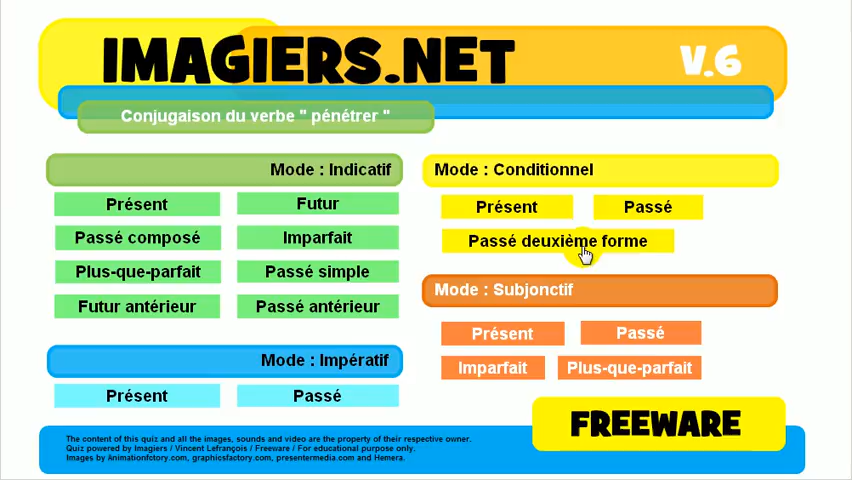 IMAGIERS.NET
V.6
Conjugaison du verbe " pénétrer "
Mode : Indicatif
Présent
Futur
Passé composé
Imparfait
Plus-que-parfait
Passé simple
Futur antérieur
Passé antérieur
Mode : Impératif
Présent
Passé
Mode : Conditionnel
Présent
Passé
Passé deuxième forme
Mode : Subjonctif
Présent
Passé
Imparfait
Plus-que-parfait
FREEWARE
The content of this quiz and all the images, sounds and video are the property of their respective owner.
Quiz powered by Imagiers / Vincent Lefrançois / Freeware / For educational purpose only.
Images by Animationfctory.com, graphicsfactory.com, presentermedia.com and Hemera.